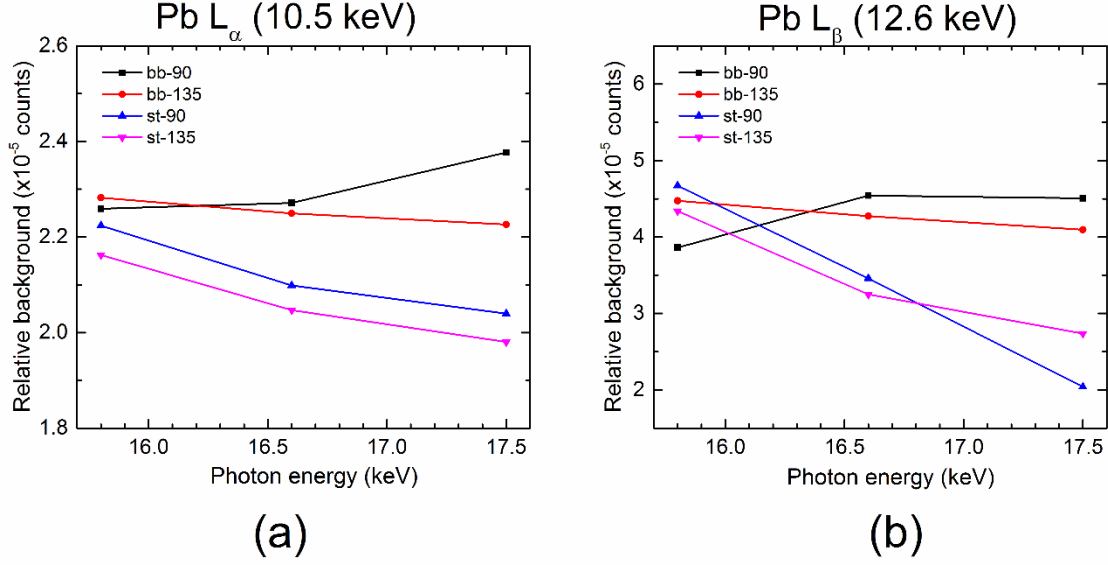 Pb Lα (10.5 keV)
2.6
2.4
2.2
2.0
1.8
Relative background (x10⁻⁵ counts)
bb-90
bb-135
st-90
st-135
16.0 16.5 17.0 17.5
Photon energy (keV)
(a)
Pb Lβ (12.6 keV)
6
5
4
3
2
Relative background (x10⁻⁵ counts)
bb-90
bb-135
st-90
st-135
16.0 16.5 17.0 17.5
Photon energy (keV)
(b)